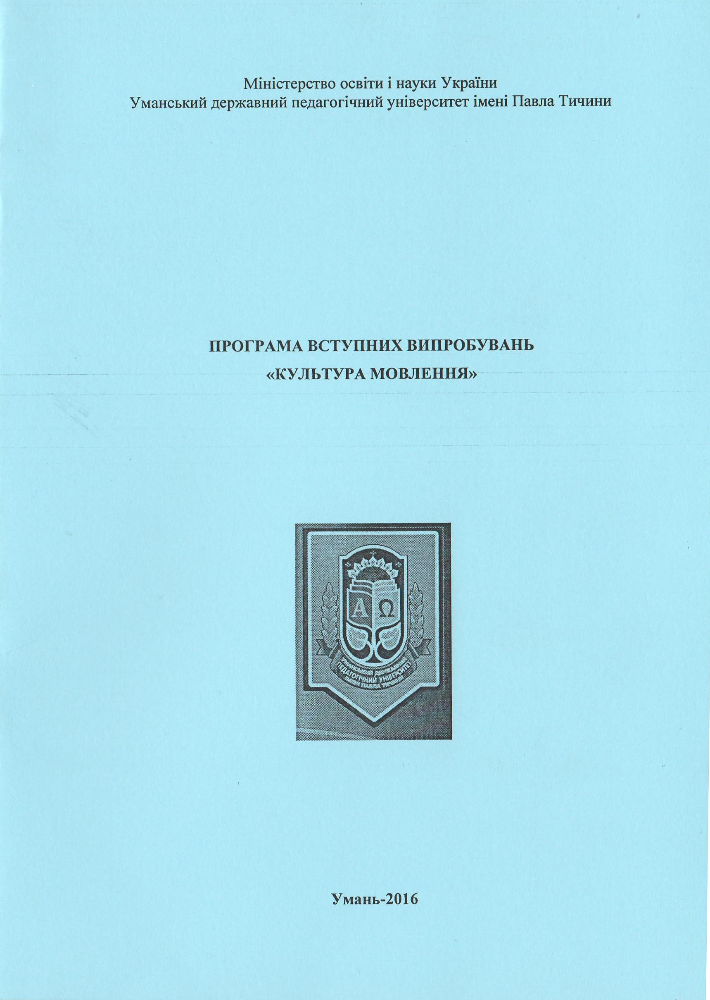 Міністерство освіти і науки України
Уманський державний педагогічний університет імені Павла Тичини
ПРОГРАМА ВСТУПНИХ ВИПРОБУВАНЬ
«КУЛЬТУРА МОВЛЕННЯ»
А Ω
УМАНСЬКИЙ ДЕРЖАВНИЙ
ПЕДАГОГІЧНИЙ УНІВЕРСИТЕТ
ІМЕНІ ПАВЛА ТИЧИНИ
Умань-2016